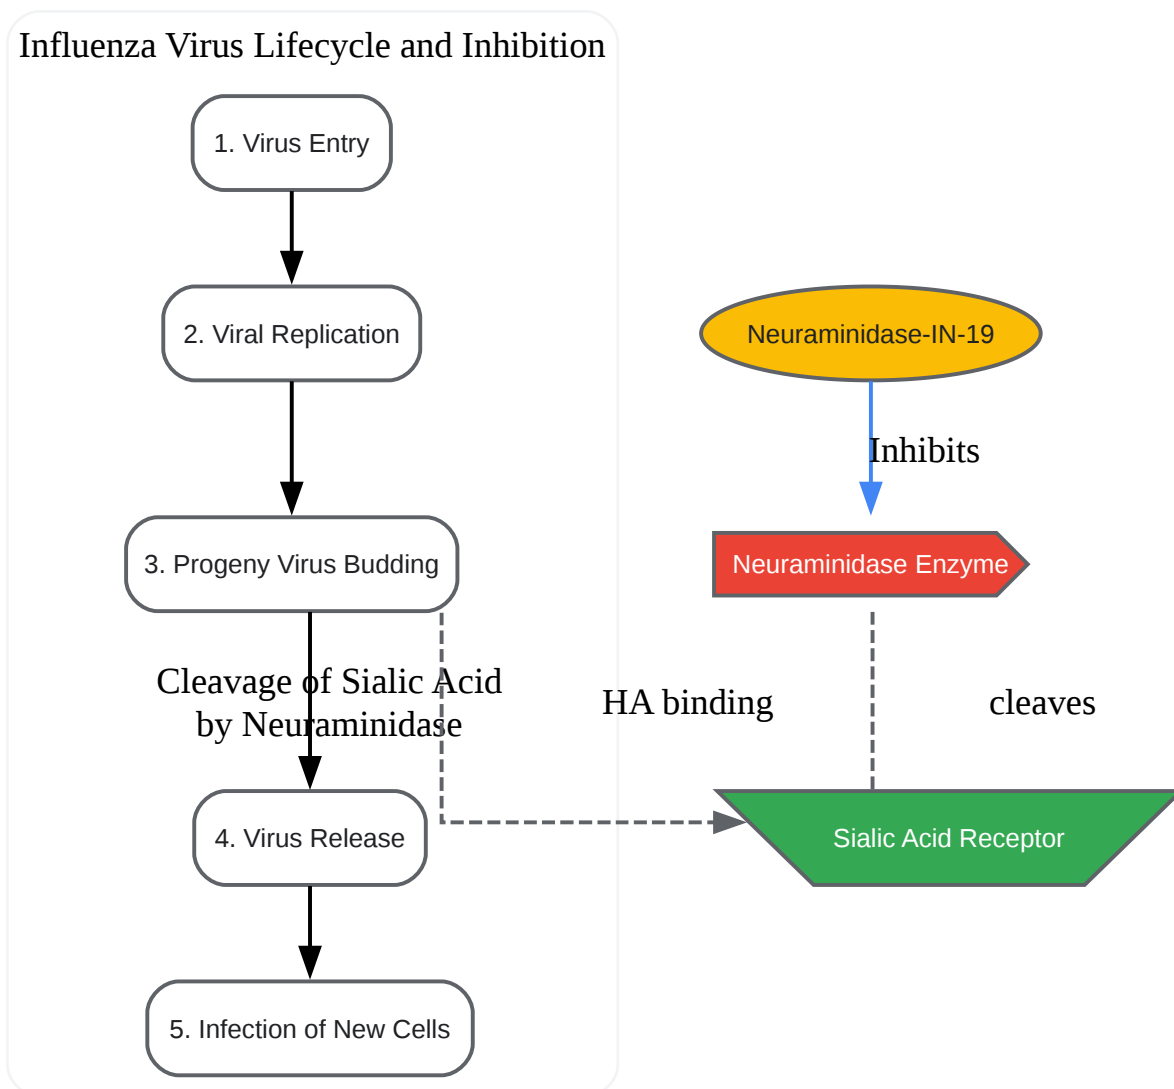 Influenza Virus Lifecycle and Inhibition
1. Virus Entry
2. Viral Replication
Neuraminidase-IN-19
Inhibits
3. Progeny Virus Budding
Neuraminidase Enzyme
Cleavage of Sialic Acid
by Neuraminidase
HA binding
cleaves
4. Virus Release
Sialic Acid Receptor
5. Infection of New Cells